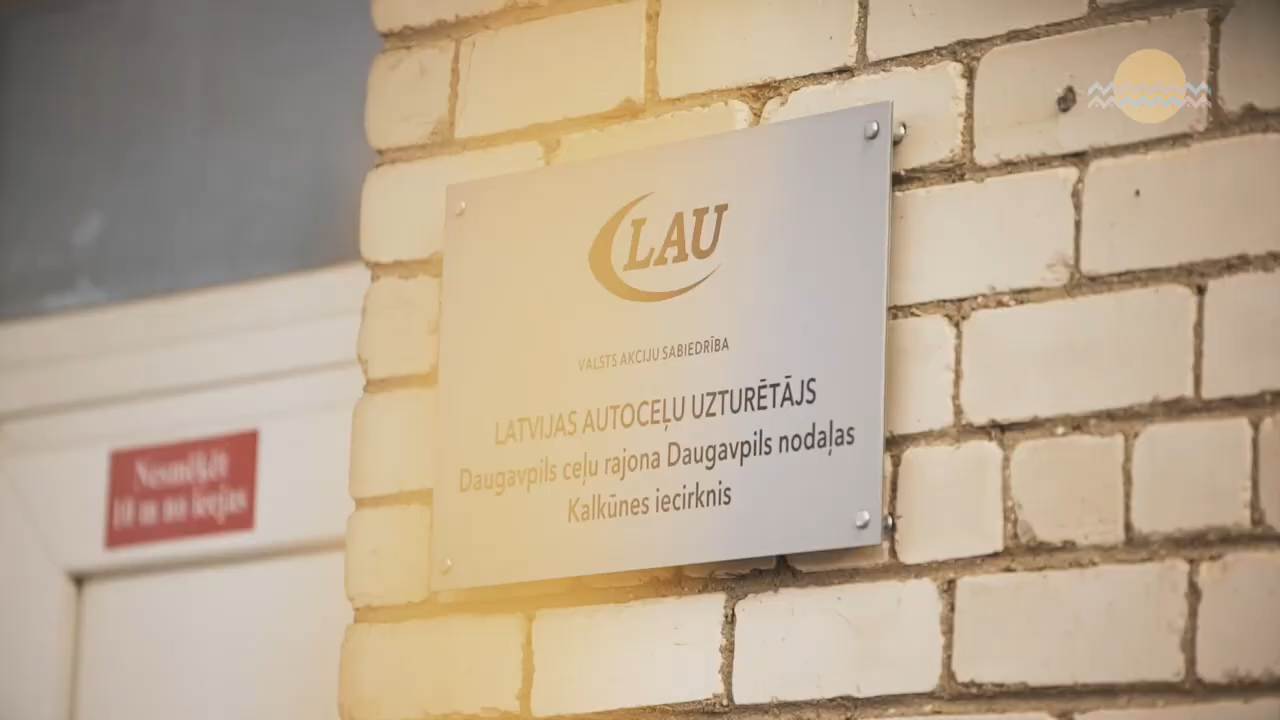 LAU
VALSTS AKCIJU SABIEDRĪBA
LATVIJAS AUTOCEĻU UZTURĒTĀJS
Daugavpils ceļu rajona Daugavpils nodaļas
Kalkūnes iecirknis
Nesmēķēt
10 m no ieejas